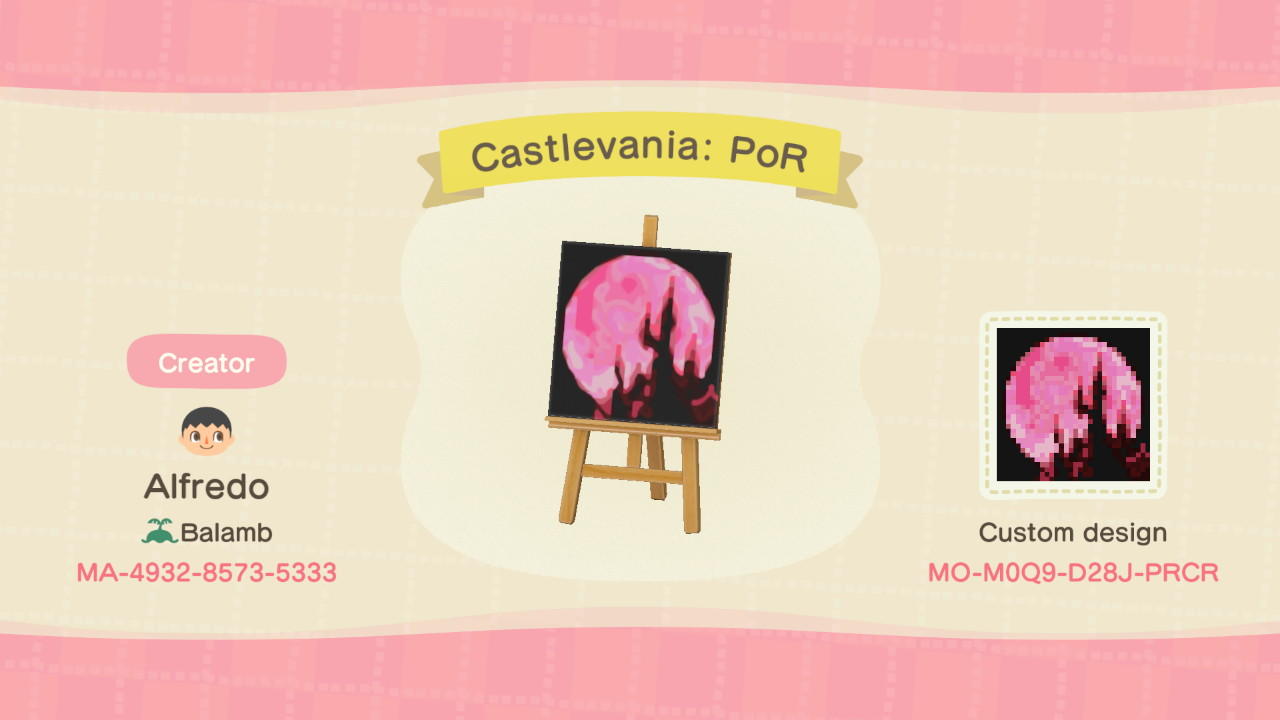 Castlevania: PoR
Creator
Alfredo
Balamb
MA-4932-8573-5333
Custom design
MO-M0Q9-D28J-PRCR